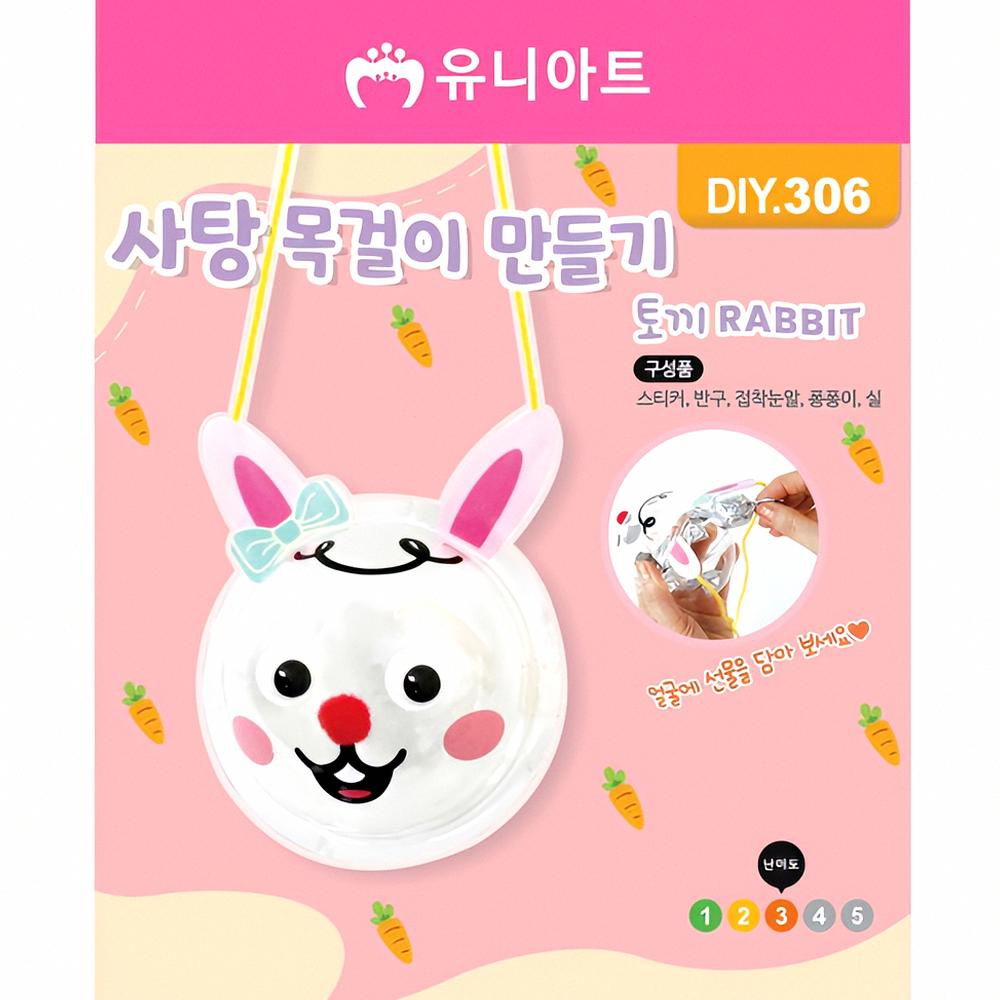 유니아트
DIY.306
사탕 목걸이 만들기
토끼 RABBIT
구성품
스티커, 반구, 접착눈알, 퐁퐁이, 실
얼굴에 선물을 담아 보세요
난이도
1 2 3 4 5